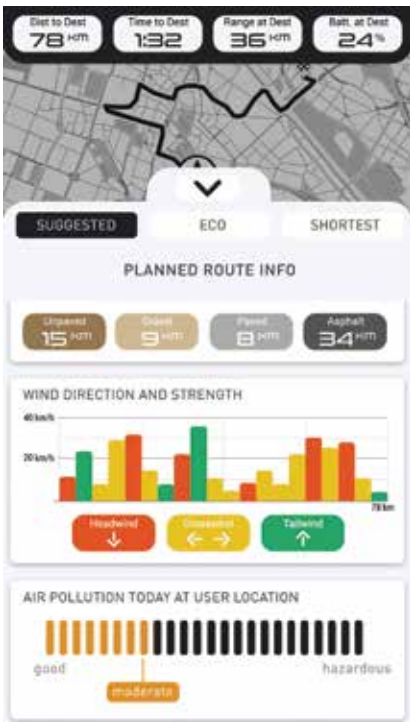 Dist to Dest Time to Dest Range at Dest Batt. at Dest
78 KM 1:32 36 KM 24 %
SUGGESTED ECO SHORTEST
PLANNED ROUTE INFO
Unpaved Gravel Paved Asphalt
15 KM 9 KM 8 KM 34 KM
WIND DIRECTION AND STRENGTH
40 km/h
20 km/h
78 km
Headwind Crosswind Tailwind
AIR POLLUTION TODAY AT USER LOCATION
good hazardous
moderate